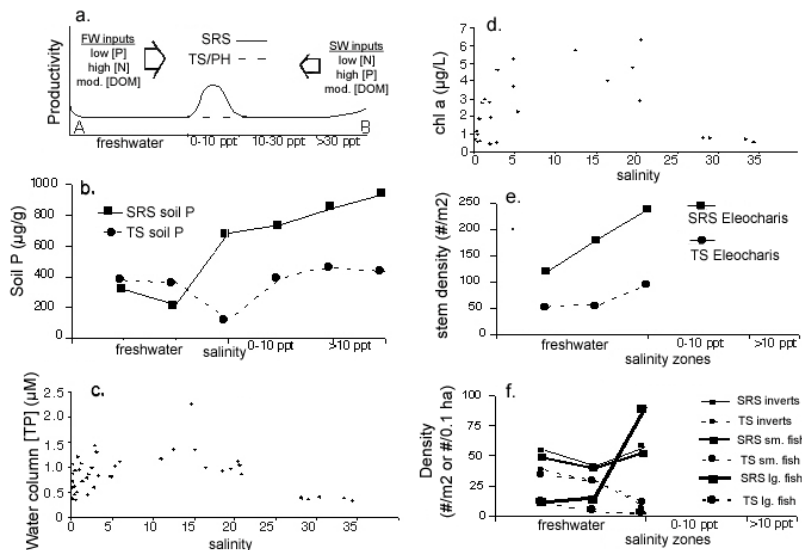 a.
FW inputs
low [P]
high [N]
mod. [DOM]
SRS
TS/PH
SW inputs
low [N]
high [P]
mod. [DOM]
Productivity
A
B
freshwater
0-10 ppt
10-30 ppt
>30 ppt
b.
1000
800
600
400
200
0
Soil P (µg/g)
SRS soil P
TS soil P
freshwater
salinity
0-10 ppt
>10 ppt
c.
2.5
2.0
1.5
1.0
0.5
0.0
Water column [TP] (µM)
0 5 10 15 20 25 30 35
salinity
d.
7
6
5
4
3
2
1
0
chl a (µg/L)
0 5 10 15 20 25 30 35
salinity
e.
250
200
150
100
50
0
stem density (#/m2)
SRS Eleocharis
TS Eleocharis
freshwater
0-10 ppt
>10 ppt
salinity zones
f.
100
75
50
25
0
Density
(#/m2 or #/0.1 ha)
SRS inverts
TS inverts
SRS sm. fish
TS sm. fish
SRS lg. fish
TS lg. fish
freshwater
0-10 ppt
>10 ppt
salinity zones